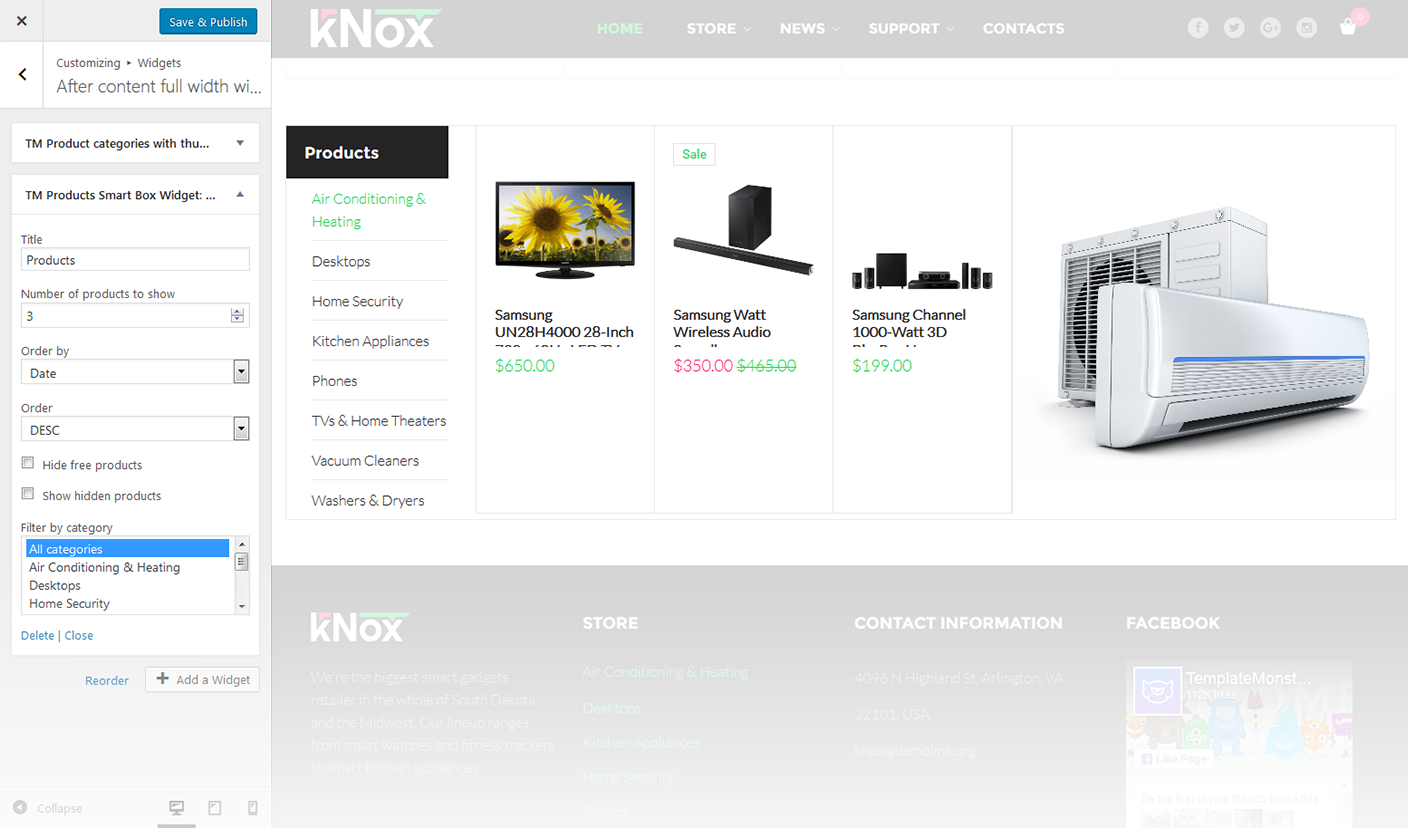 Save & Publish
Customizing ▸ Widgets
After content full width wi...
TM Product categories with thu...
TM Products Smart Box Widget: ...
Title
Products
Number of products to show
3
Order by
Date
Order
DESC
Hide free products
Show hidden products
Filter by category
All categories
Air Conditioning & Heating
Desktops
Home Security
Delete | Close
Reorder
Add a Widget
Collapse
kNox
HOME
STORE
NEWS
SUPPORT
CONTACTS
0
Products
Air Conditioning &
Heating
Desktops
Home Security
Kitchen Appliances
Phones
TVs & Home Theaters
Vacuum Cleaners
Washers & Dryers
Samsung
UN28H4000 28-Inch
$650.00
Sale
Samsung Watt
Wireless Audio
$350.00 $465.00
Samsung Channel
1000-Watt 3D
$199.00
kNox
We're the biggest smart gadgets
retailer in the whole of South Dakota
and the Midwest. Our lineup ranges
from smart watches and fitness trackers
to smart kitchen appliances.
STORE
Air Conditioning & Heating
Desktops
Kitchen Appliances
Home Security
Phones
CONTACT INFORMATION
4096 N Highland St, Arlington, VA
32101, USA
knox@demolink.org
FACEBOOK
TemplateMonst...
112K likes
Like Page
Be the first of your friends to like this